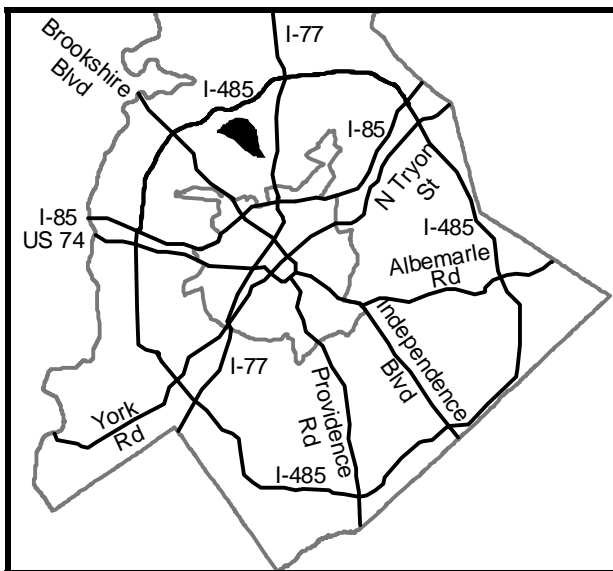 I-77
Brookshire
Blvd
I-485
I-85
N Tryon
St
I-85
US 74
I-485
Albemarle
Rd
Independence
Blvd
I-77
Providence
Rd
York
Rd
I-485